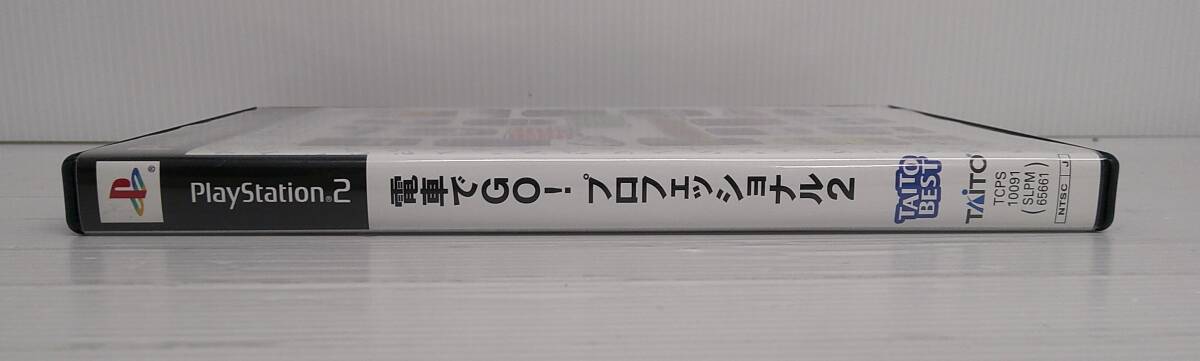 PlayStation®2
電車でGO! プロフェッショナル2
TAITO
BEST
TAITO®
TCPS
10091
(SLPM
65661)
NTSC J